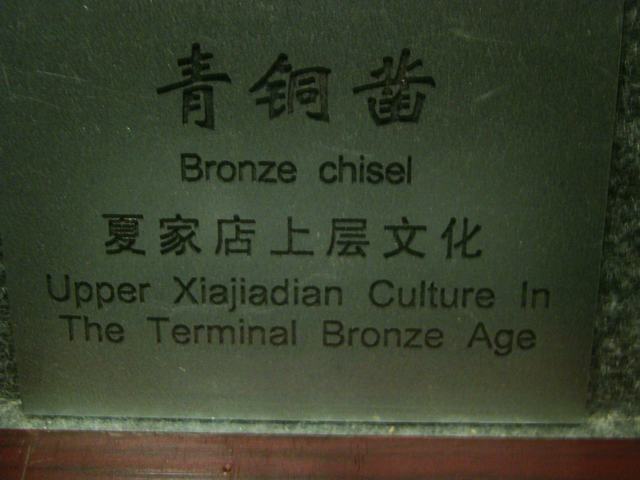 青铜凿
Bronze chisel
夏家店上层文化
Upper Xiajiadian Culture In
The Terminal Bronze Age